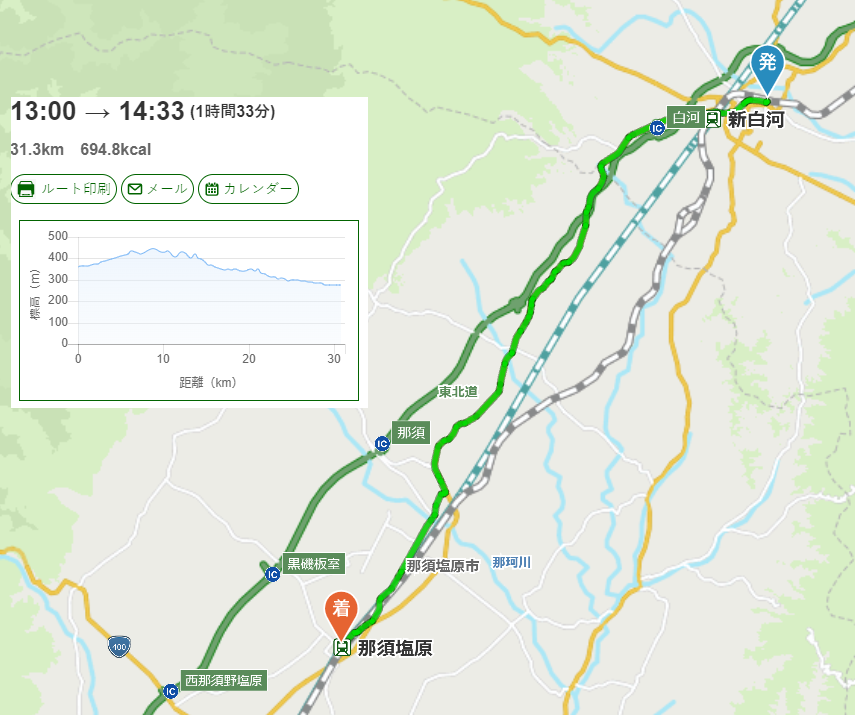 発
白河
新白河
13:00 → 14:33 (1時間33分)
31.3km 694.8kcal
ルート印刷 メール カレンダー
500
400
300
200
100
0
標高（m）
0 10 20 30
距離（km）
IC
東北道
那須
IC
黒磯板室
IC
那須塩原市
那珂川
着
那須塩原
400
西那須野塩原
IC